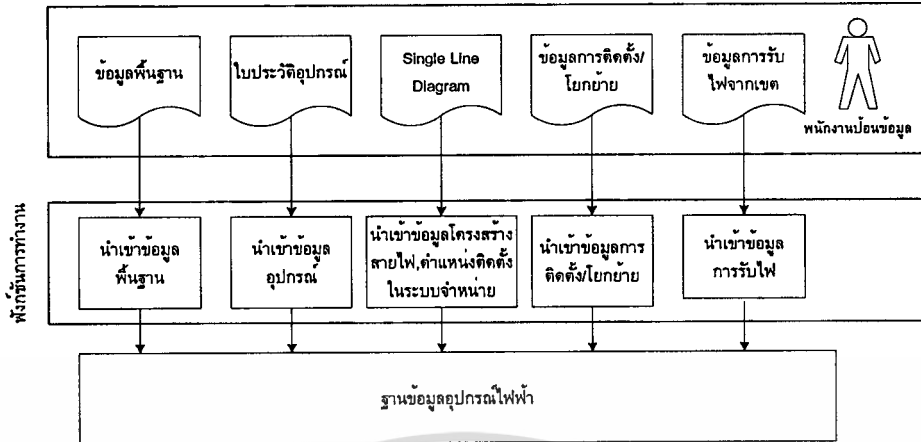 ข้อมูลพื้นฐาน
ใบประวัติอุปกรณ์
Single Line
Diagram
ข้อมูลการติดตั้ง/
โยกย้าย
ข้อมูลการรับ
ไฟจากเขต
พนักงานป้อนข้อมูล
ฟังก์ชันการทำงาน
นำเข้าข้อมูล
พื้นฐาน
นำเข้าข้อมูล
อุปกรณ์
นำเข้าข้อมูลโครงสร้าง
สายไฟ,ตำแหน่งติดตั้ง
ในระบบจำหน่าย
นำเข้าข้อมูลการ
ติดตั้ง/โยกย้าย
นำเข้าข้อมูล
การรับไฟ
ฐานข้อมูลอุปกรณ์ไฟฟ้า